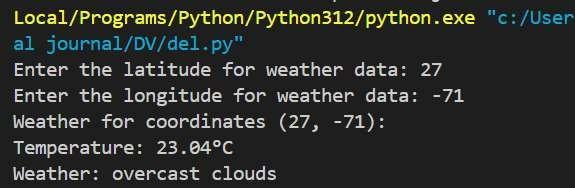 Local/Programs/Python/Python312/python.exe "c:/User
al journal/DV/del.py"
Enter the latitude for weather data: 27
Enter the longitude for weather data: -71
Weather for coordinates (27, -71):
Temperature: 23.04°C
Weather: overcast clouds